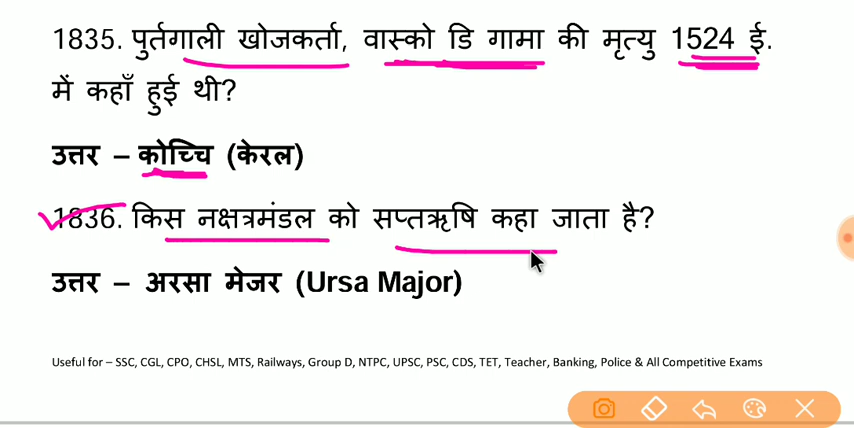 1835. पुर्तगाली खोजकर्ता, वास्को डि गामा की मृत्यु 1524 ई.
में कहाँ हुई थी?
उत्तर – कोच्चि (केरल)
1836. किस नक्षत्रमंडल को सप्तऋषि कहा जाता है?
उत्तर – अरसा मेजर (Ursa Major)
Useful for – SSC, CGL, CPO, CHSL, MTS, Railways, Group D, NTPC, UPSC, PSC, CDS, TET, Teacher, Banking, Police & All Competitive Exams